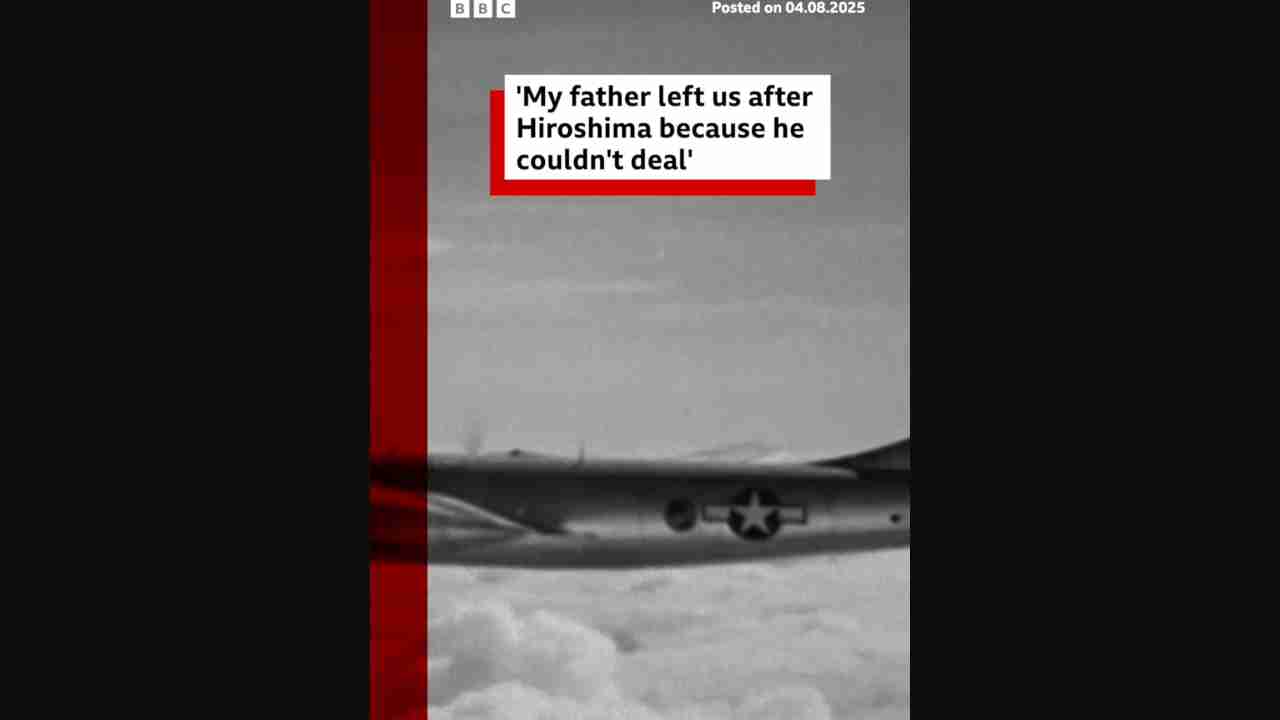 BBC
Posted on 04.08.2025
'My father left us after
Hiroshima because he
couldn't deal'